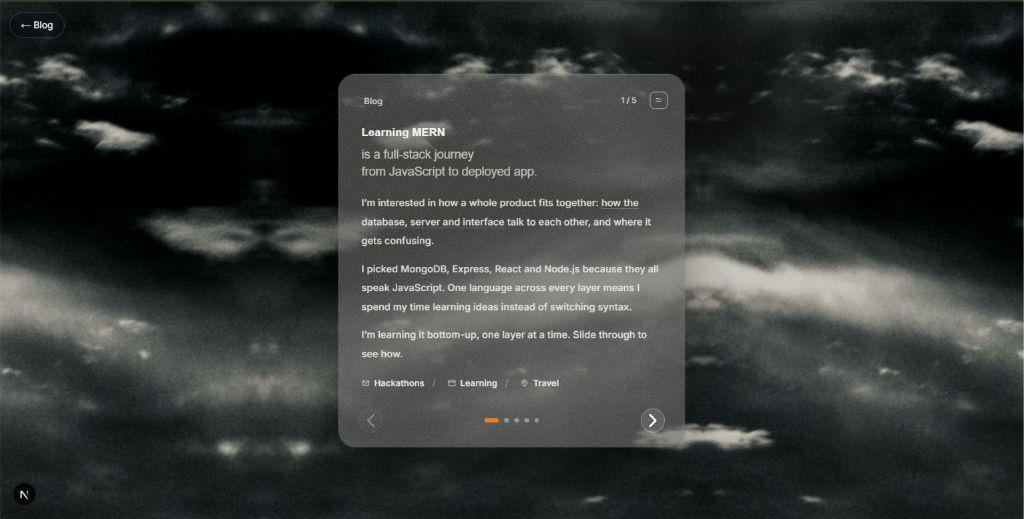 ← Blog
Blog
1 / 5
Learning MERN
is a full-stack journey
from JavaScript to deployed app.
I'm interested in how a whole product fits together: how the
database, server and interface talk to each other, and where it
gets confusing.
I picked MongoDB, Express, React and Node.js because they all
speak JavaScript. One language across every layer means I
spend my time learning ideas instead of switching syntax.
I'm learning it bottom-up, one layer at a time. Slide through to
see how.
Hackathons / Learning / Travel
N